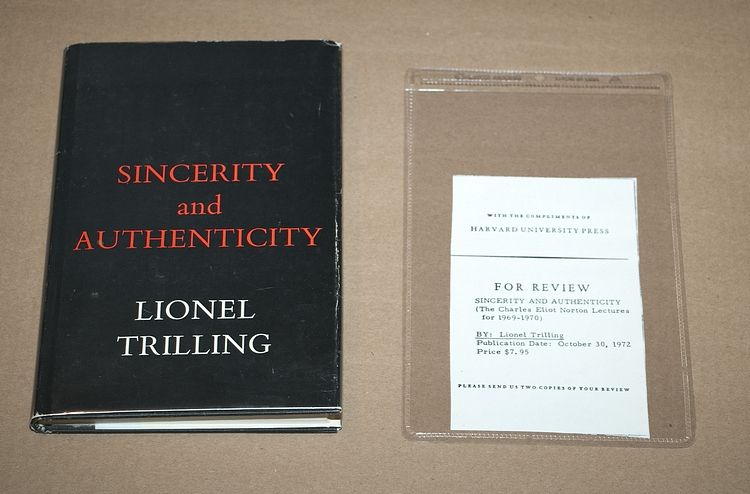 SINCERITY
and
AUTHENTICITY
LIONEL
TRILLING
WITH THE COMPLIMENTS OF
HARVARD UNIVERSITY PRESS
FOR REVIEW
SINCERITY AND AUTHENTICITY
(The Charles Eliot Norton Lectures
for 1969-1970)
BY: Lionel Trilling
Publication Date: October 30, 1972
Price $7.95
PLEASE SEND US TWO COPIES OF YOUR REVIEW